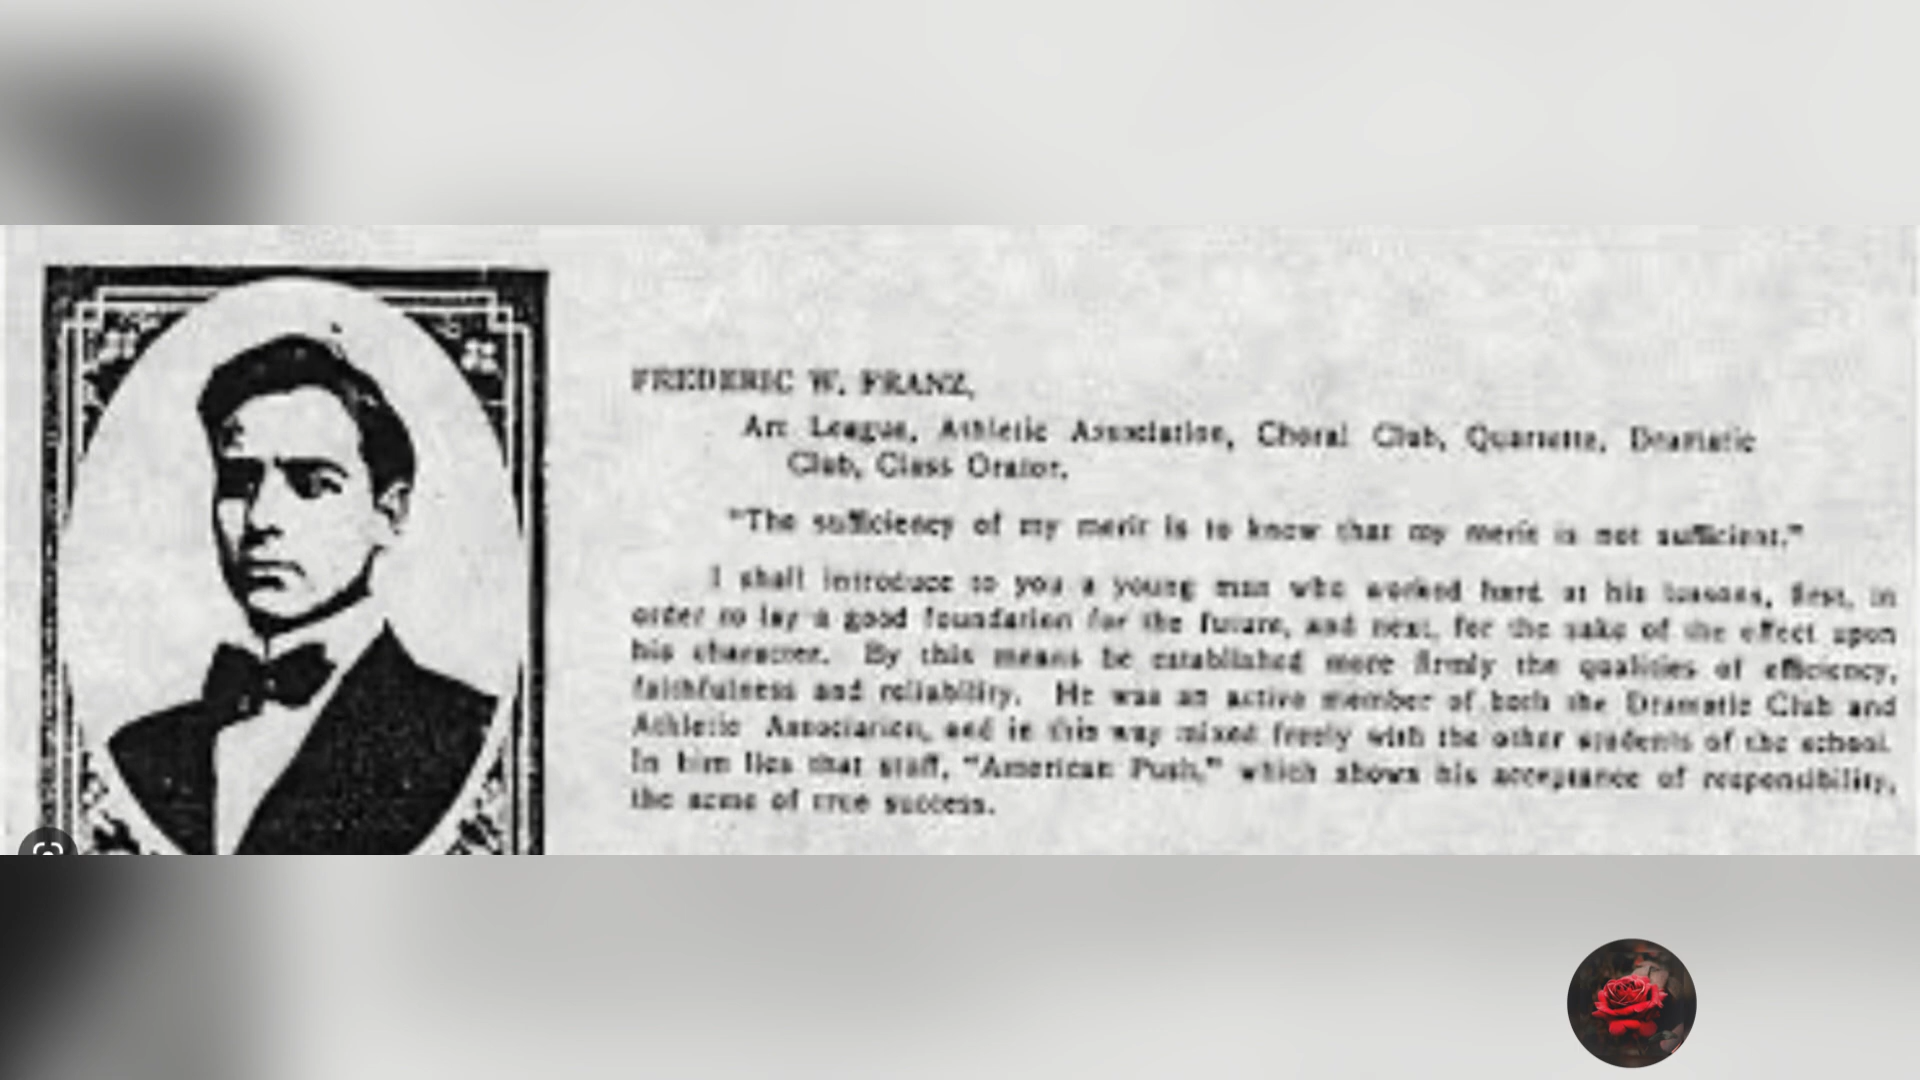 FREDERIC W. FRANZ,
Art League, Athletic Association, Choral Club, Quartette, Dramatic
Club, Class Orator.
"The sufficiency of my merit is to know that my merit is not sufficient."
I shall introduce to you a young man who worked hard at his lessons, first, in
order to lay a good foundation for the future, and next, for the sake of the effect upon
his character. By this means he established more firmly the qualities of efficiency,
faithfulness and reliability. He was an active member of both the Dramatic Club and
Athletic Association, and in this way mixed freely with the other students of the school.
In him lies that staff, "American Push," which shows his acceptance of responsibility,
the acme of true success.